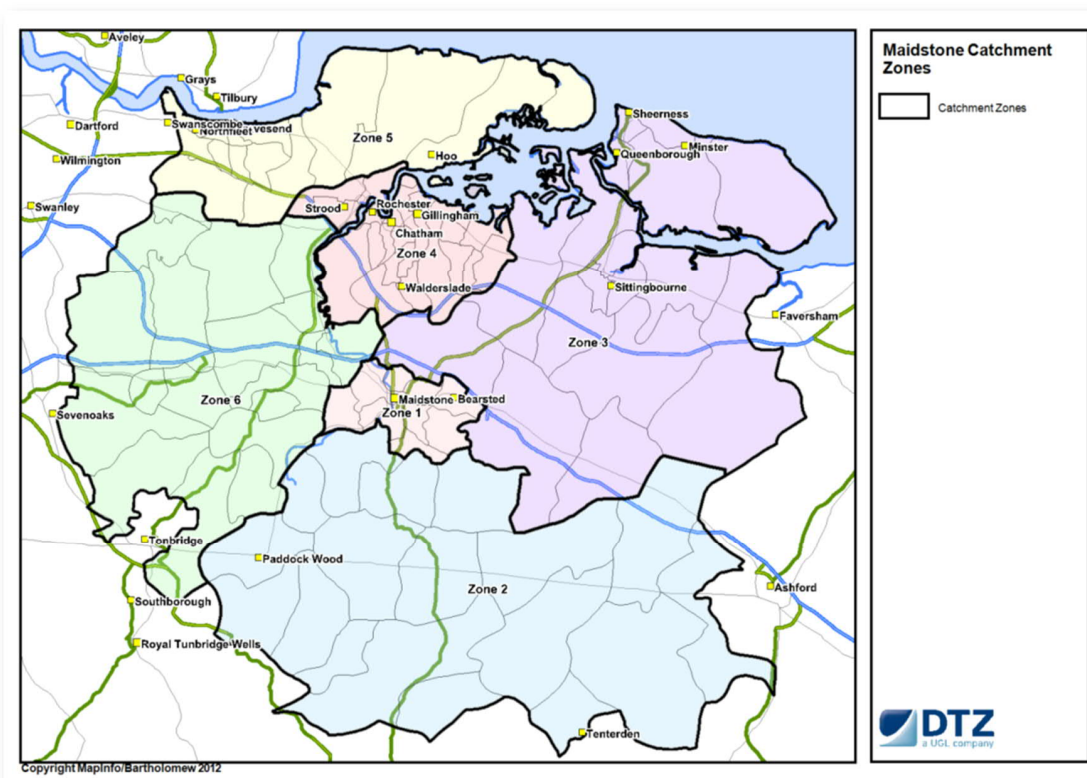 Aveley
Grays
Tilbury
Dartford
Swanscombe
Northfleet
vesend
Zone 5
Sheerness
Minster
Queenborough
Hoo
Wilmington
Swanley
Strood
Rochester
Gillingham
Chatham
Zone 4
Walderslade
Sittingbourne
Faversham
Zone 3
Zone 6
Maidstone
Bearsted
Zone 1
Sevenoaks
Tonbridge
Paddock Wood
Zone 2
Ashford
Southborough
Royal Tunbridge Wells
Tenterden
Copyright MapInfo/Bartholomew 2012
Maidstone Catchment
Zones
Catchment Zones
DTZ
a UGL company